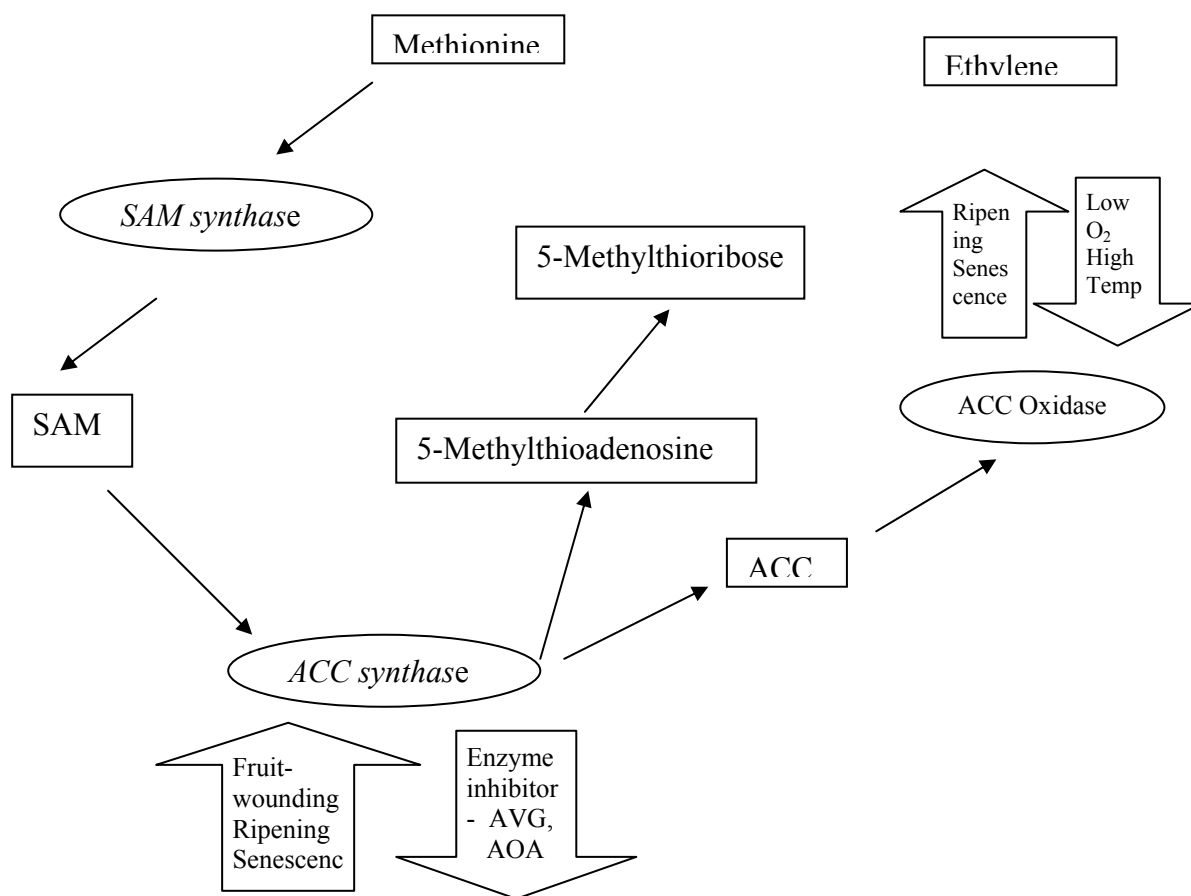 Methionine
Ethylene
SAM synthase
Ripen
ing
Senes
cence
Low
O₂
High
Temp
5-Methylthioribose
SAM
5-Methylthioadenosine
ACC Oxidase
ACC
ACC synthase
Fruit-
wounding
Ripening
Senescenc
Enzyme
inhibitor
- AVG,
AOA